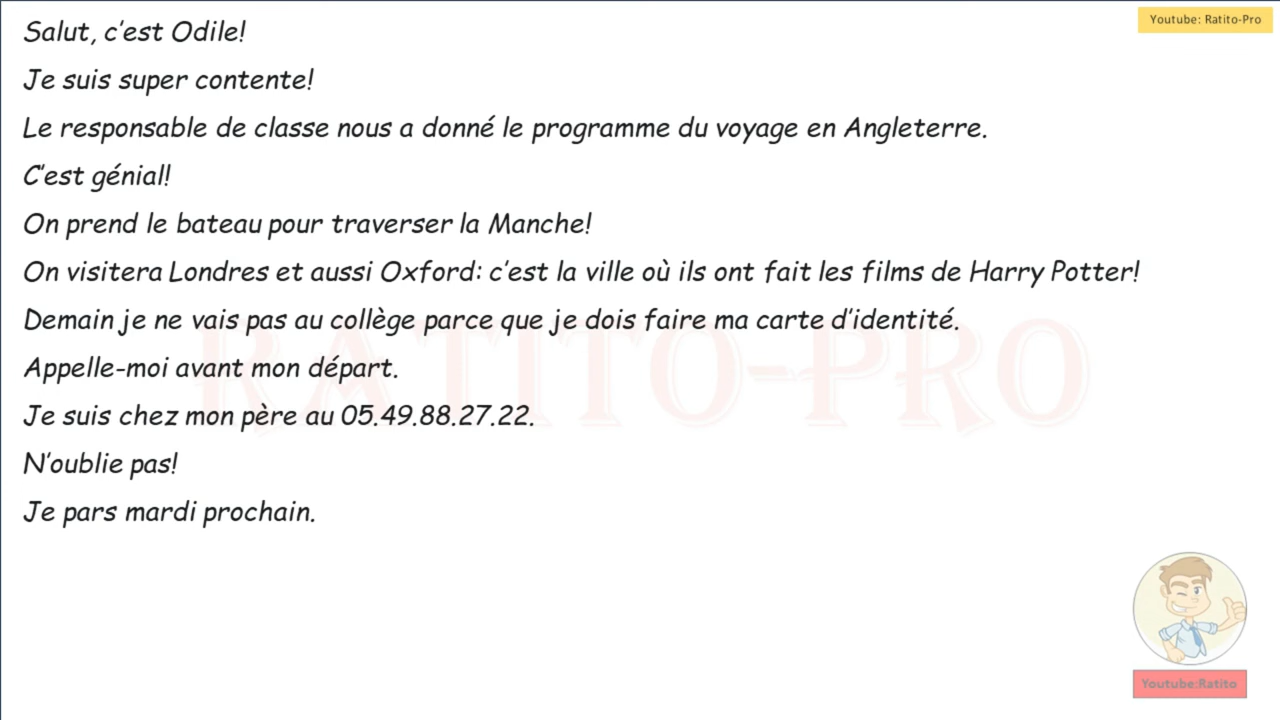 Salut, c'est Odile!
Youtube: Ratito-Pro
Je suis super contente!
Le responsable de classe nous a donné le programme du voyage en Angleterre.
C'est génial!
On prend le bateau pour traverser la Manche!
On visitera Londres et aussi Oxford: c'est la ville où ils ont fait les films de Harry Potter!
Demain je ne vais pas au collège parce que je dois faire ma carte d'identité.
RATITO-PRO
Appelle-moi avant mon départ.
Je suis chez mon père au 05.49.88.27.22.
N'oublie pas!
Je pars mardi prochain.
Youtube:Ratito